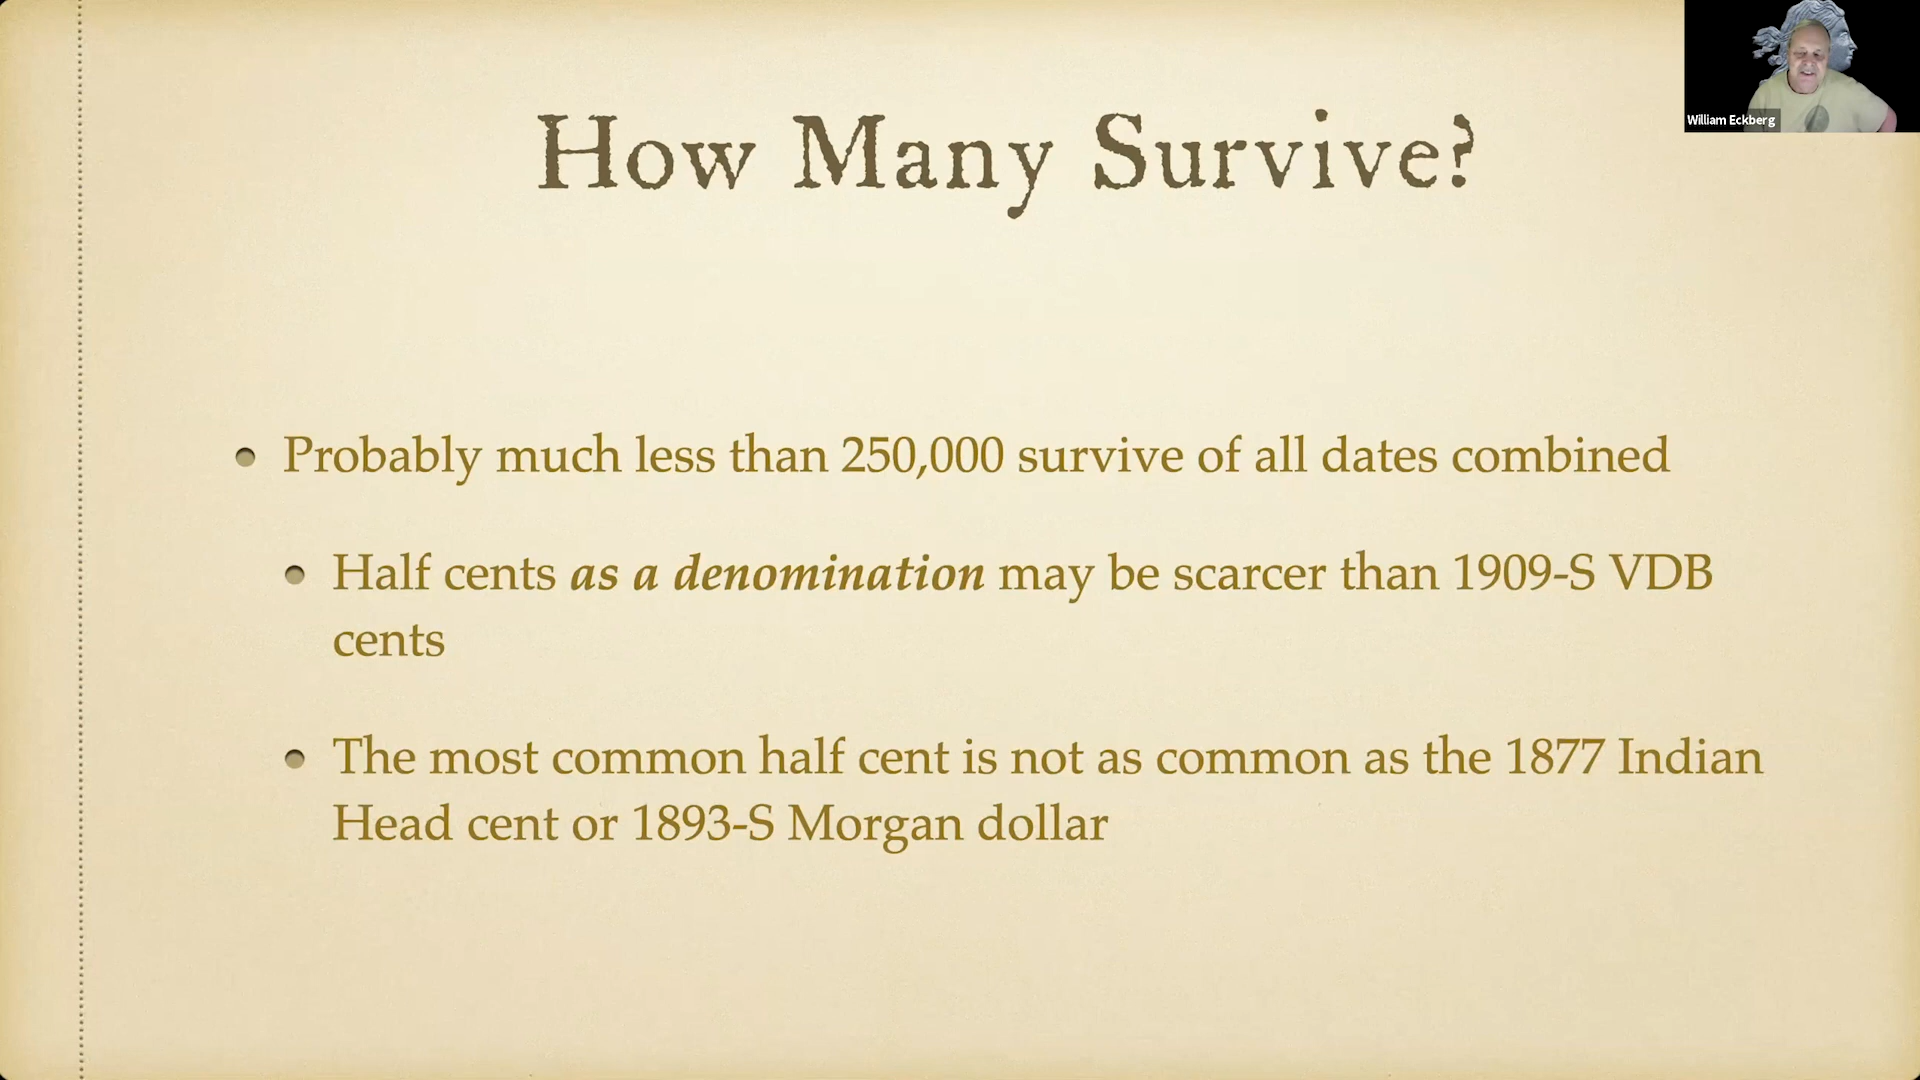 William Eckberg
How Many Survive?
Probably much less than 250,000 survive of all dates combined
Half cents as a denomination may be scarcer than 1909-S VDB
cents
The most common half cent is not as common as the 1877 Indian
Head cent or 1893-S Morgan dollar